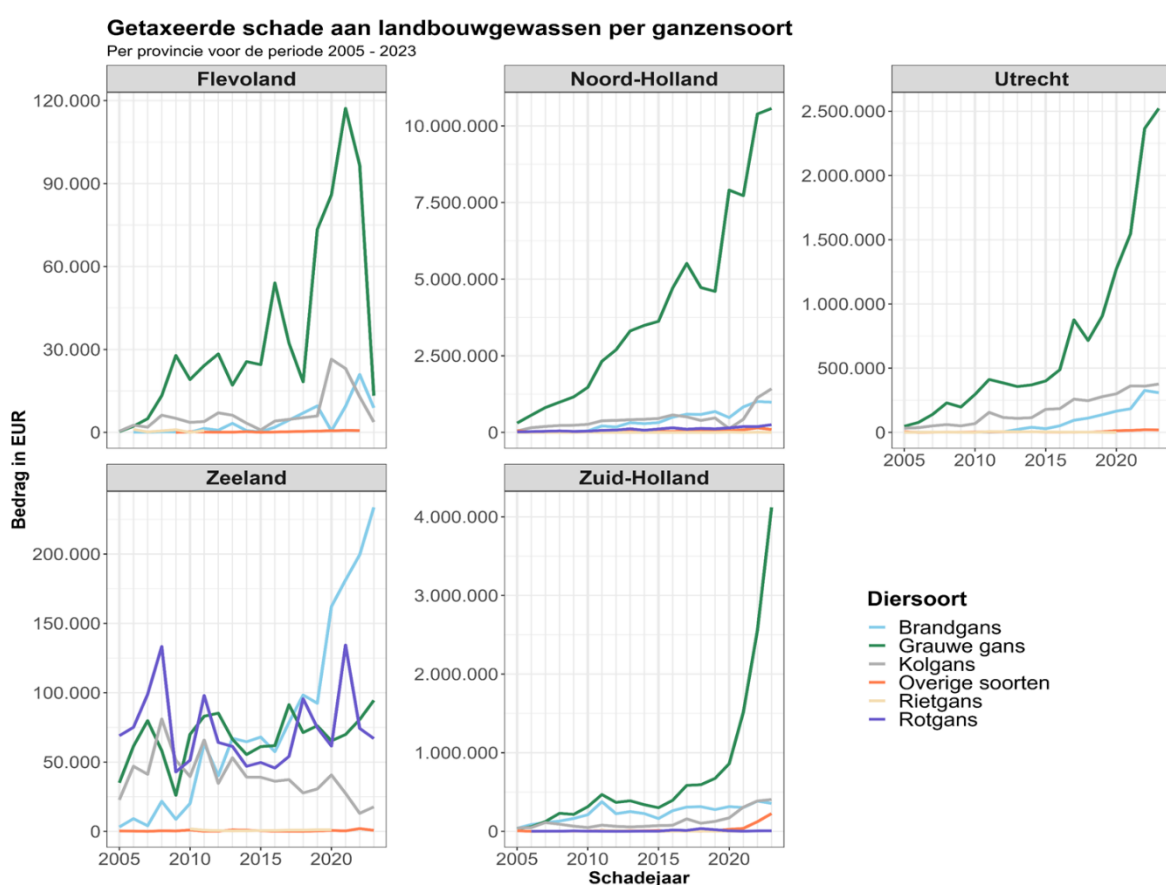 Getaxeerde schade aan landbouwgewassen per ganzensoort
Per provincie voor de periode 2005 - 2023
Flevoland
120.000
90.000
60.000
30.000
0
Noord-Holland
10.000.000
7.500.000
5.000.000
2.500.000
0
Utrecht
2.500.000
2.000.000
1.500.000
1.000.000
500.000
0
2005 2010 2015 2020
Zeeland
200.000
150.000
100.000
50.000
0
2005 2010 2015 2020
Zuid-Holland
4.000.000
3.000.000
2.000.000
1.000.000
0
2005 2010 2015 2020
Bedrag in EUR
Schadejaar
Diersoort
Brandgans
Grauwe gans
Kolgans
Overige soorten
Rietgans
Rotgans